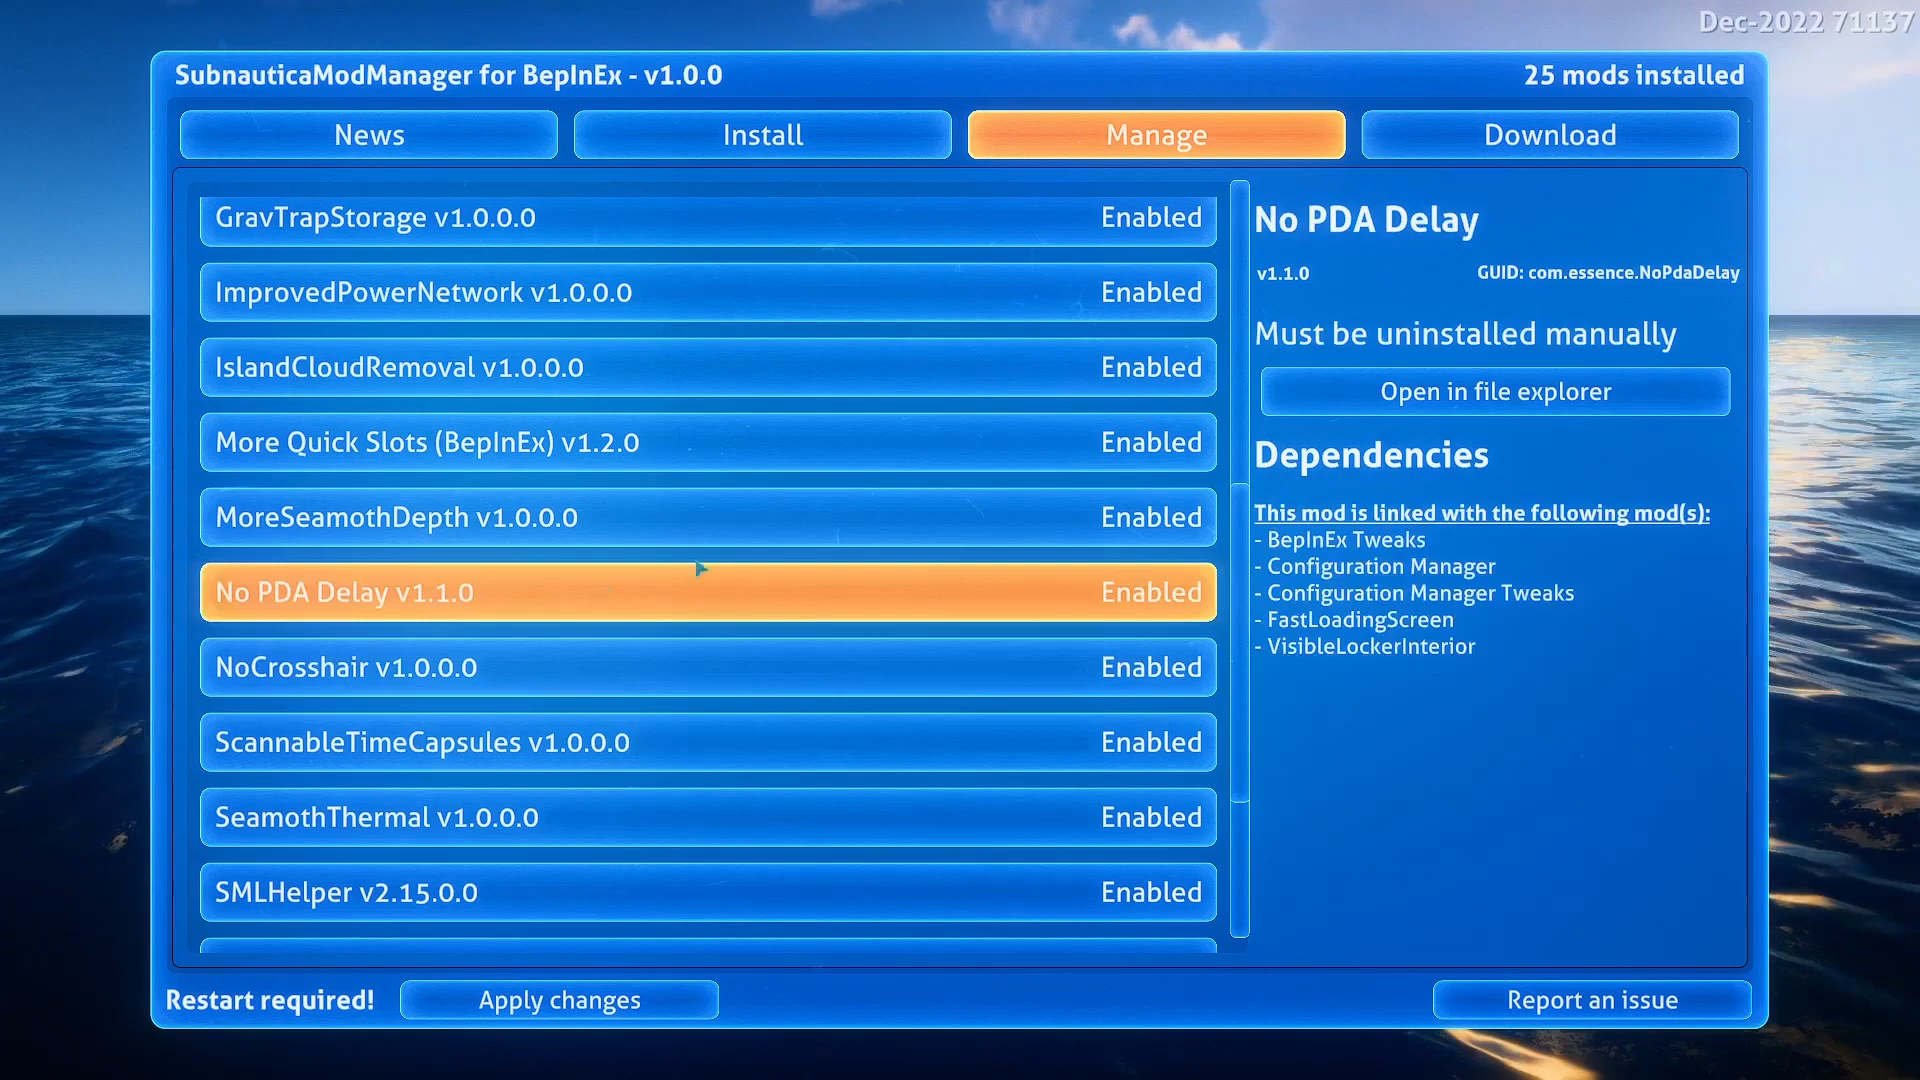 Dec-2022 71137
SubnauticaModManager for BepInEx - v1.0.0
25 mods installed
News
Install
Manage
Download
GravTrapStorage v1.0.0.0
Enabled
ImprovedPowerNetwork v1.0.0.0
Enabled
IslandCloudRemoval v1.0.0.0
Enabled
More Quick Slots (BepInEx) v1.2.0
Enabled
MoreSeamothDepth v1.0.0.0
Enabled
No PDA Delay v1.1.0
Enabled
NoCrosshair v1.0.0.0
Enabled
ScannableTimeCapsules v1.0.0.0
Enabled
SeamothThermal v1.0.0.0
Enabled
SMLHelper v2.15.0.0
Enabled
No PDA Delay
v1.1.0
GUID: com.essence.NoPdaDelay
Must be uninstalled manually
Open in file explorer
Dependencies
This mod is linked with the following mod(s):
- BepInEx Tweaks
- Configuration Manager
- Configuration Manager Tweaks
- FastLoadingScreen
- VisibleLockerInterior
Restart required!
Apply changes
Report an issue